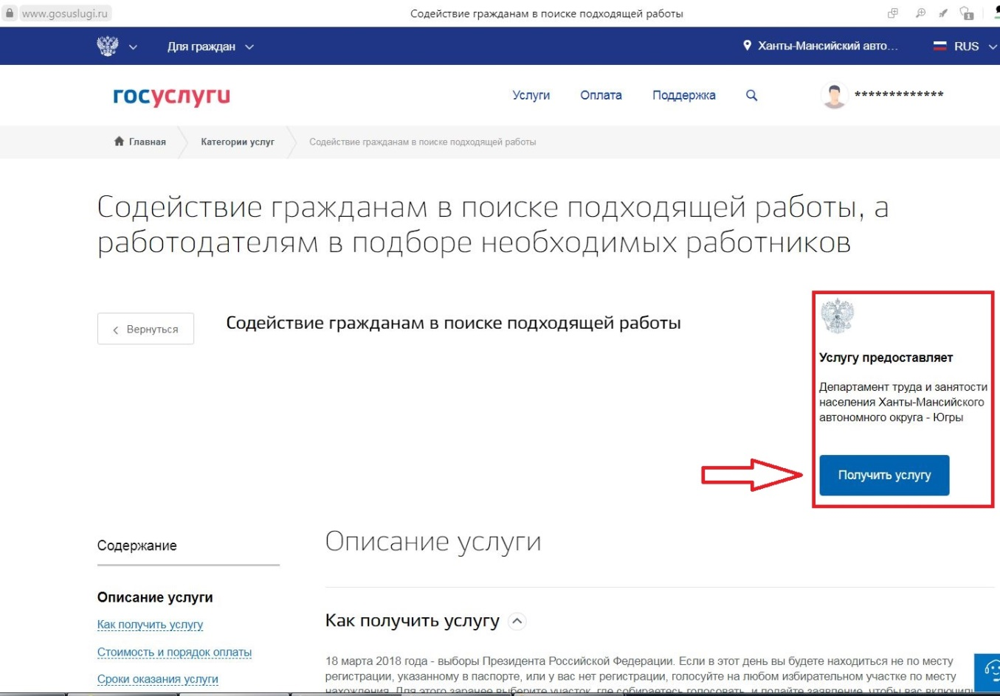 www.gosuslugi.ru
Содействие гражданам в поиске подходящей работы
Для граждан
Ханты-Мансийский авто...
RUS
госуслуги
Услуги
Оплата
Поддержка
*************
Главная
Категории услуг
Содействие гражданам в поиске подходящей работы
Содействие гражданам в поиске подходящей работы, а
работодателям в подборе необходимых работников
Вернуться
Содействие гражданам в поиске подходящей работы
Услугу предоставляет
Департамент труда и занятости
населения Ханты-Мансийского
автономного округа - Югры
Получить услугу
Содержание
Описание услуги
Как получить услугу
Стоимость и порядок оплаты
Сроки оказания услуги
Описание услуги
Как получить услугу
18 марта 2018 года - выборы Президента Российской Федерации. Если в этот день вы будете находиться не по месту
регистрации, указанному в паспорте, или у вас нет регистрации, голосуйте на любом избирательном участке по месту
нахождения. Для этого заранее выберите участок, где собираетесь голосовать, и подайте заявление, чтобы вас включили